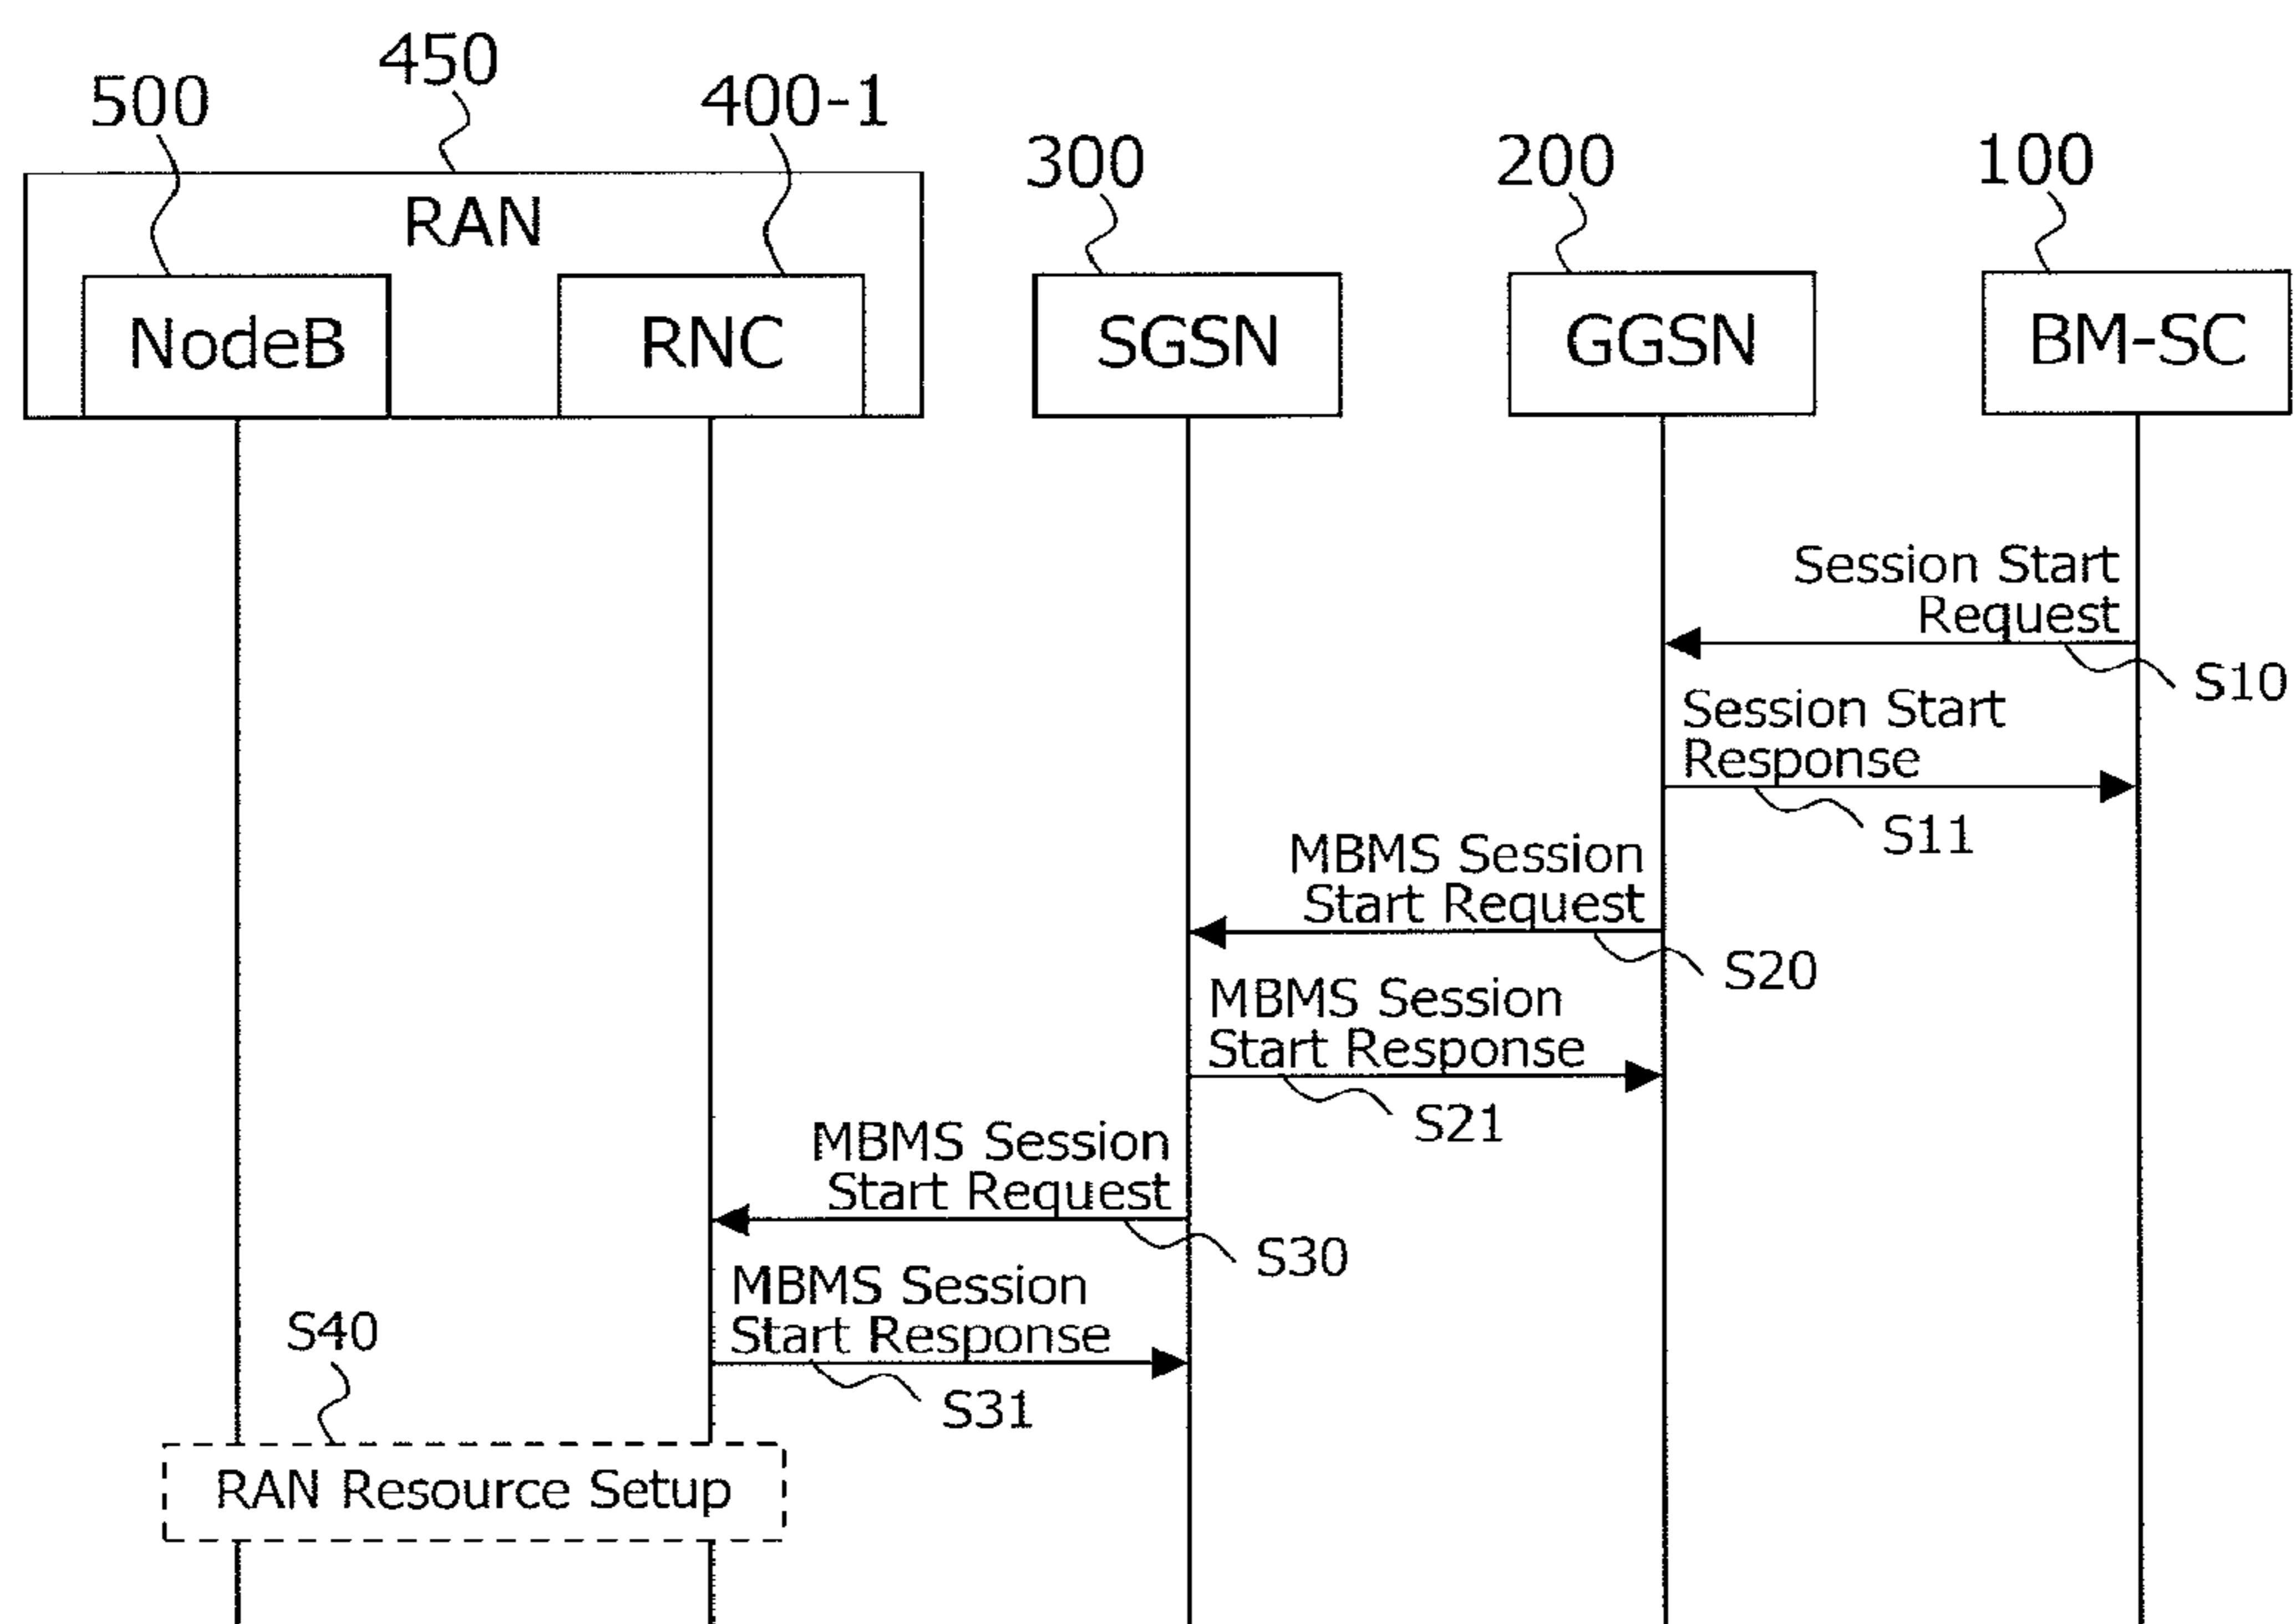 450
500
400-1
300
200
100
RAN
NodeB
RNC
SGSN
GGSN
BM-SC
Session Start
Request
S10
Session Start
Response
S11
MBMS Session
Start Request
S20
MBMS Session
Start Response
S21
MBMS Session
Start Request
S30
MBMS Session
Start Response
S31
S40
RAN Resource Setup